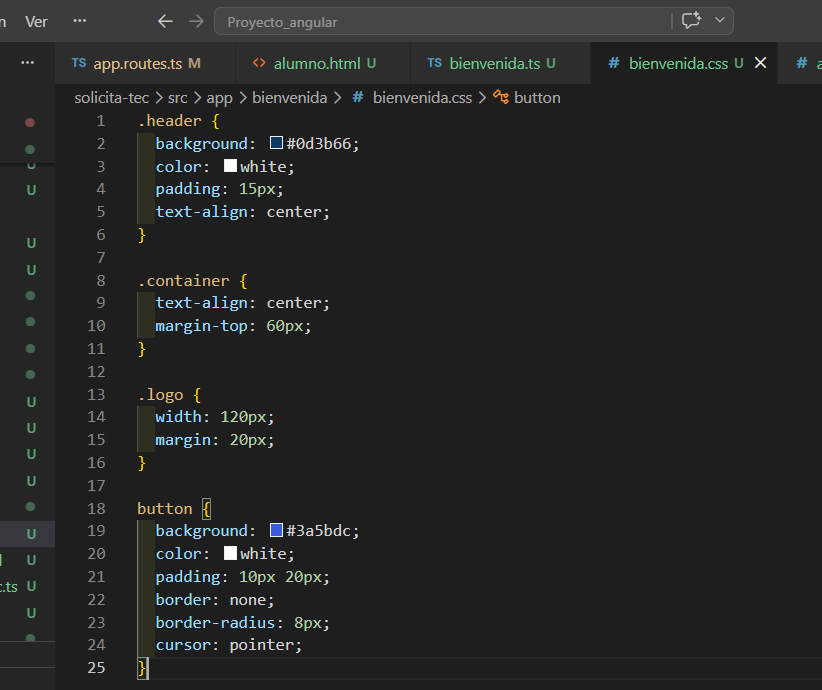 Ver ···
Proyecto_angular
··· TS app.routes.ts M <> alumno.html U TS bienvenida.ts U # bienvenida.css U #
solicita-tec > src > app > bienvenida > # bienvenida.css > button
1 .header {
2 background: #0d3b66;
3 color: white;
4 padding: 15px;
5 text-align: center;
6 }
7
8 .container {
9 text-align: center;
10 margin-top: 60px;
11 }
12
13 .logo {
14 width: 120px;
15 margin: 20px;
16 }
17
18 button {
19 background: #3a5bdc;
20 color: white;
21 padding: 10px 20px;
22 border: none;
23 border-radius: 8px;
24 cursor: pointer;
25 }
U
U
U
U
U
U
U
U
U
U
.ts U
U